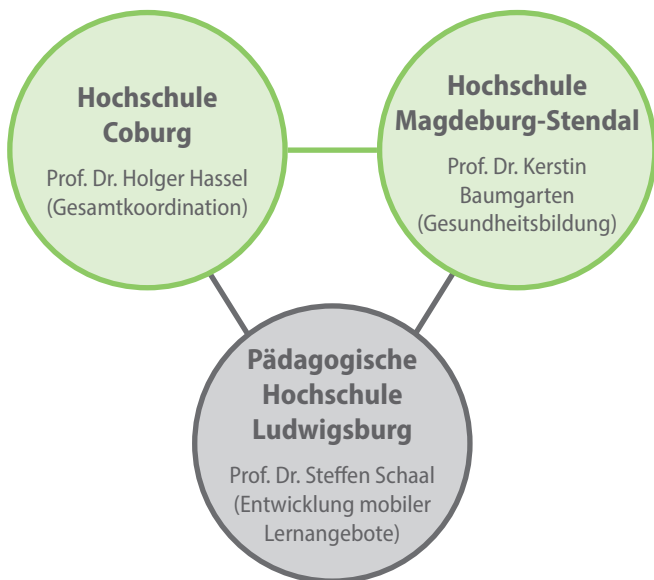 Hochschule
Coburg
Prof. Dr. Holger Hassel
(Gesamtkoordination)
Hochschule
Magdeburg-Stendal
Prof. Dr. Kerstin
Baumgarten
(Gesundheitsbildung)
Pädagogische
Hochschule
Ludwigsburg
Prof. Dr. Steffen Schaal
(Entwicklung mobiler
Lernangebote)